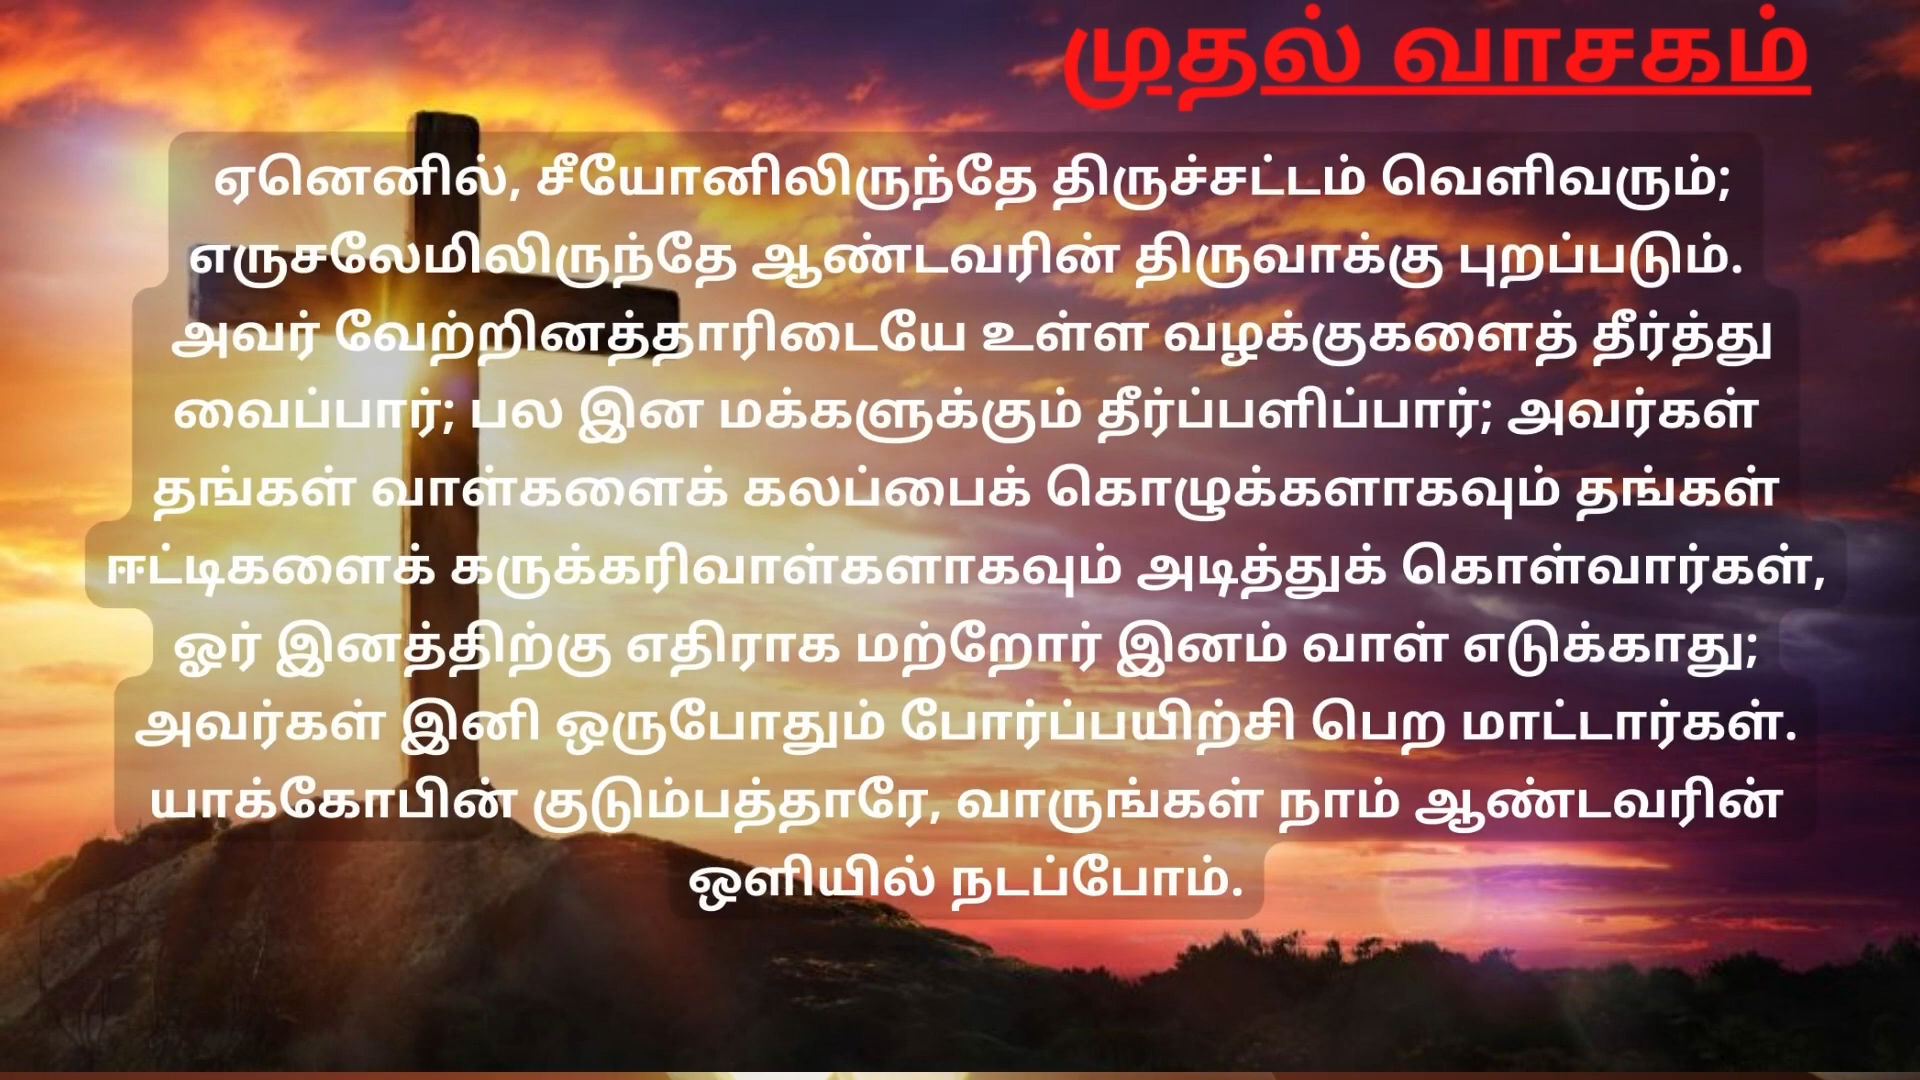 முதல் வாசகம்
ஏனெனில், சீயோனிலிருந்தே திருச்சட்டம் வெளிவரும்;
எருசலேமிலிருந்தே ஆண்டவரின் திருவாக்கு புறப்படும்.
அவர் வேற்றினத்தாரிடையே உள்ள வழக்குகளைத் தீர்த்து
வைப்பார்; பல இன மக்களுக்கும் தீர்ப்பளிப்பார்; அவர்கள்
தங்கள் வாள்களைக் கலப்பைக் கொழுக்களாகவும் தங்கள்
ஈட்டிகளைக் கருக்கரிவாள்களாகவும் அடித்துக் கொள்வார்கள்,
ஓர் இனத்திற்கு எதிராக மற்றோர் இனம் வாள் எடுக்காது;
அவர்கள் இனி ஒருபோதும் போர்ப்பயிற்சி பெற மாட்டார்கள்.
யாக்கோபின் குடும்பத்தாரே, வாருங்கள் நாம் ஆண்டவரின்
ஒளியில் நடப்போம்.